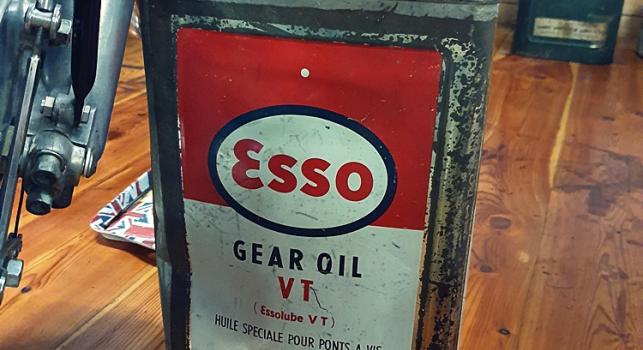 Esso
GEAR OIL
VT
(Essolube VT)
HUILE SPECIALE POUR PONTS A VIS